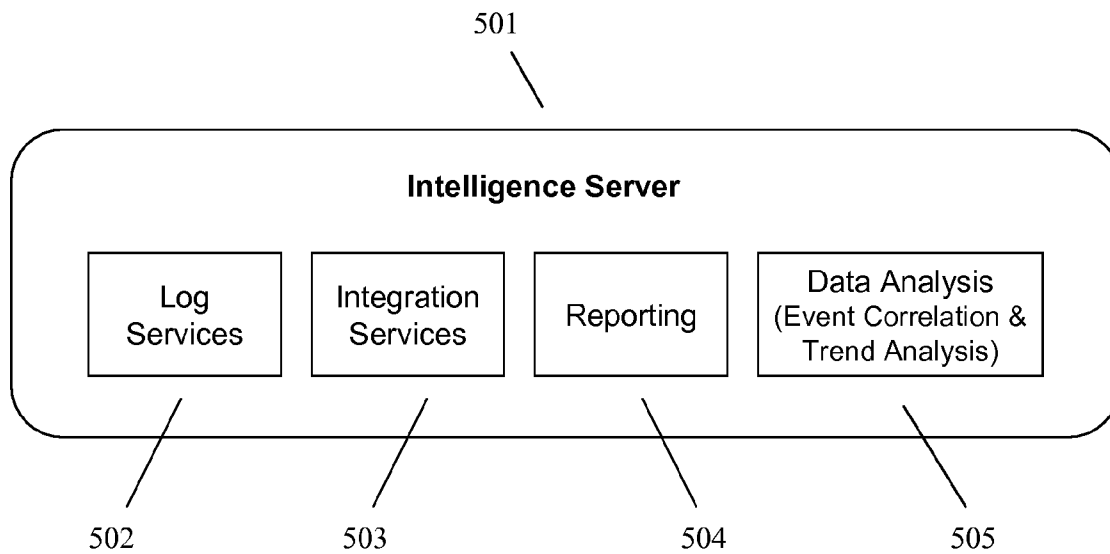 501
Intelligence Server
Log
Services
Integration
Services
Reporting
Data Analysis
(Event Correlation &
Trend Analysis)
502
503
504
505